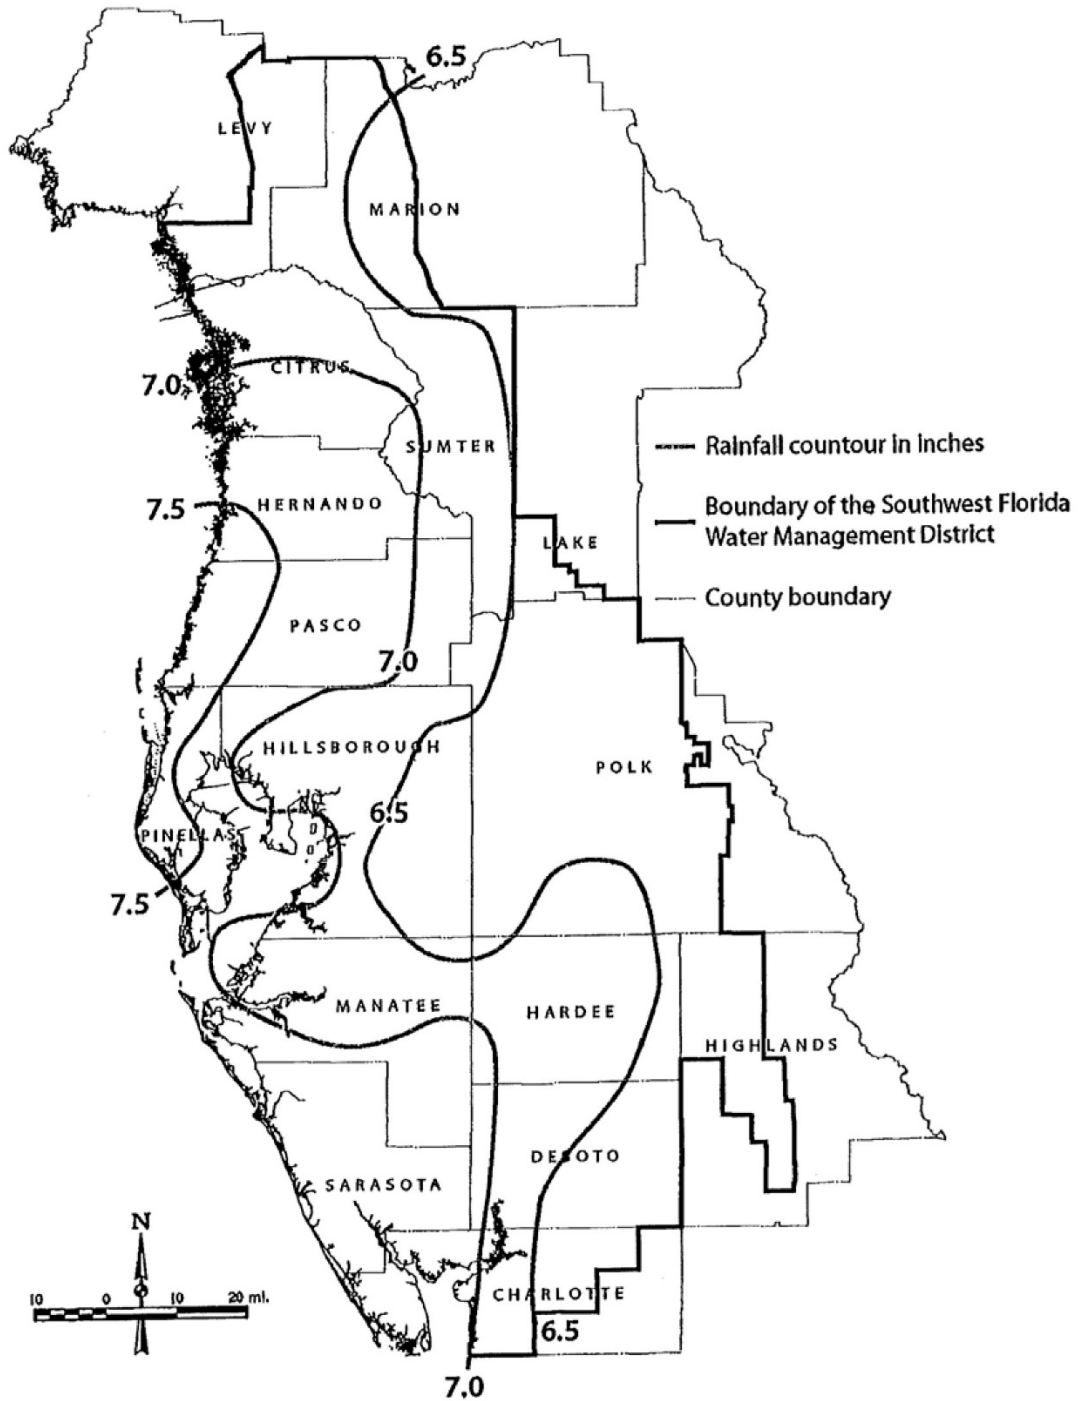 6.5
LEVY
MARION
CITRUS
7.0
SUMTER
Rainfall countour in inches
7.5
HERNANDO
Boundary of the Southwest Florida
Water Management District
LAKE
County boundary
PASCO
7.0
HILLSBOROUGH
POLK
6.5
PINELLAS
7.5
MANATEE
HARDEE
HIGHLANDS
DESOTO
SARASOTA
N
CHARLOTTE
10 0 10 20 mi.
6.5
7.0